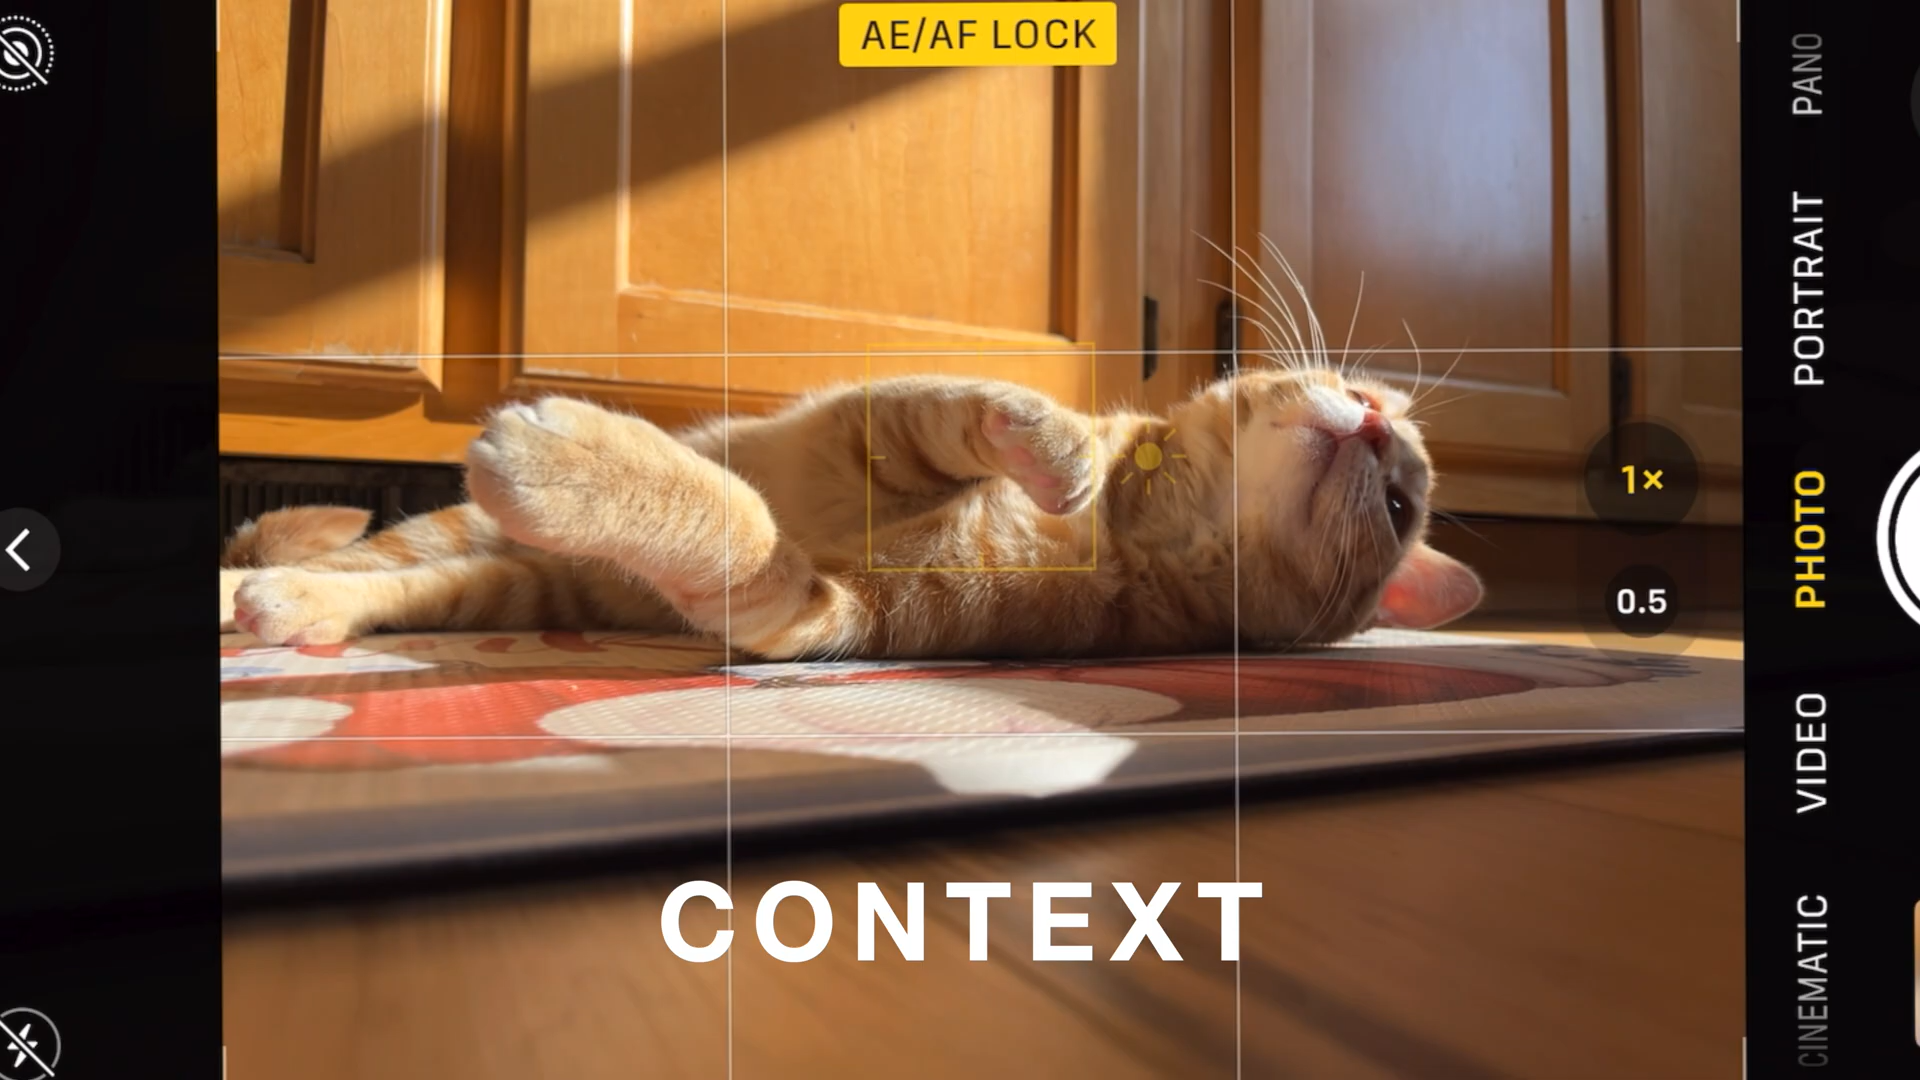 AE/AF LOCK
PANO
PORTRAIT
1×
PHOTO
0.5
VIDEO
CINEMATIC
CONTEXT